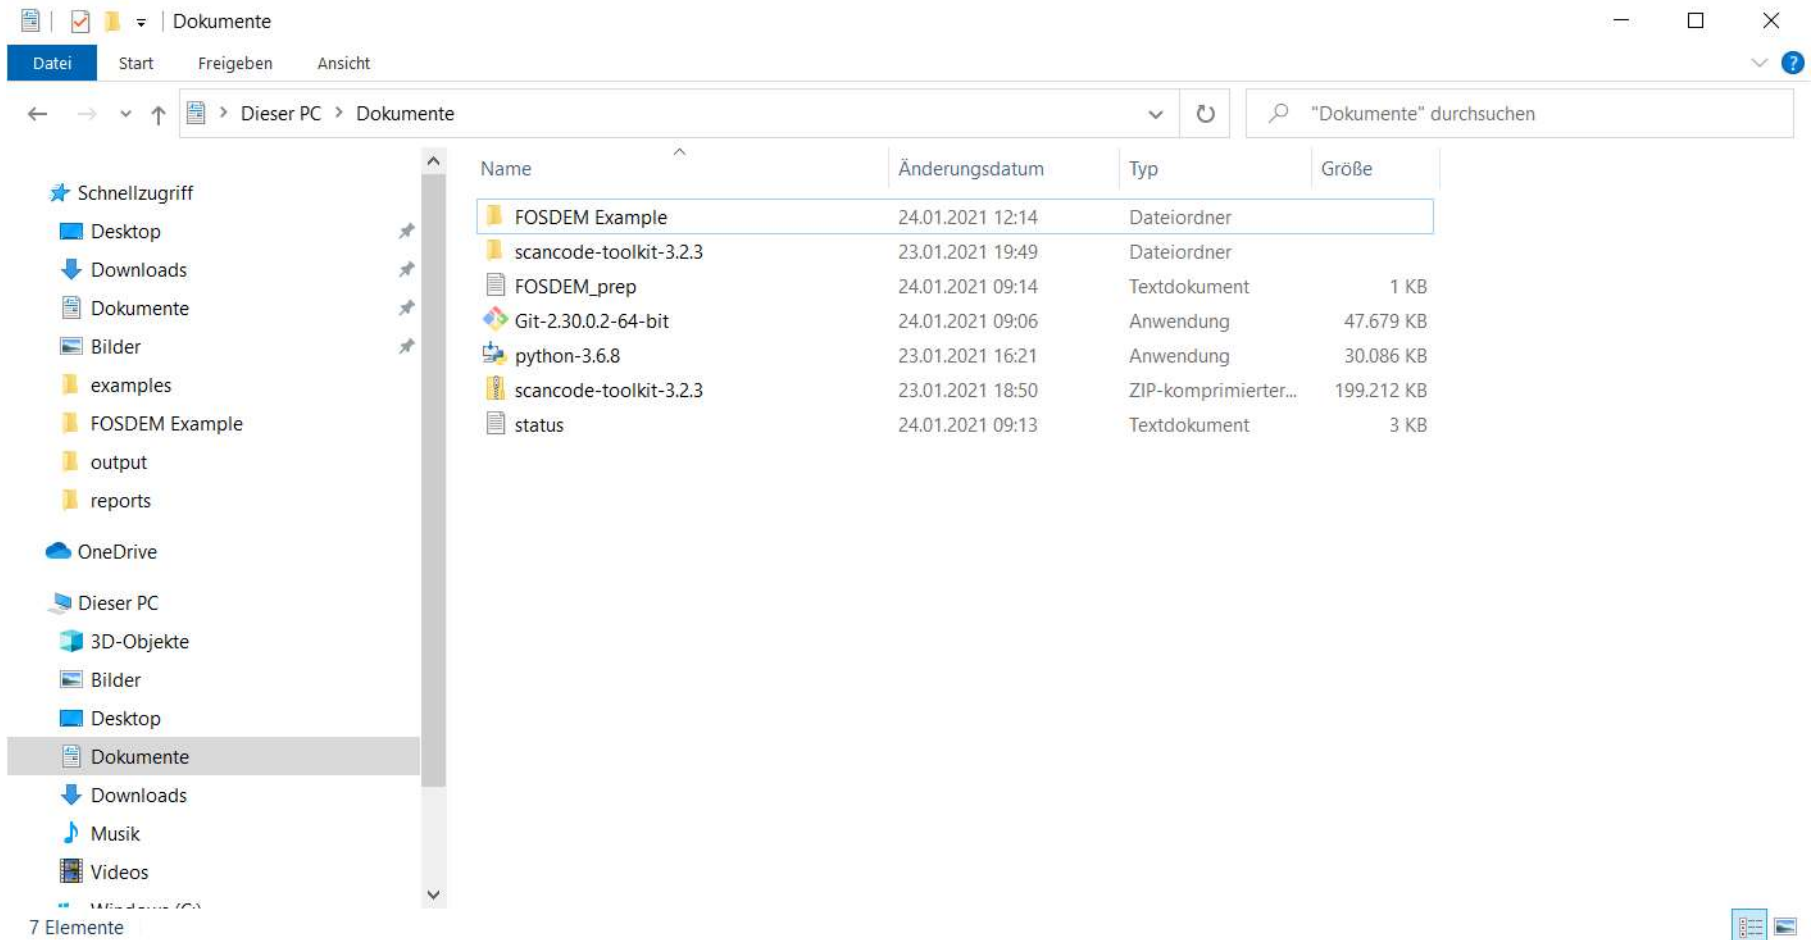 Dokumente
Datei Start Freigeben Ansicht
Dieser PC Dokumente "Dokumente" durchsuchen
Name Änderungsdatum Typ Größe
Schnellzugriff
Desktop
Downloads
Dokumente
Bilder
examples
FOSDEM Example
output
reports
OneDrive
Dieser PC
3D-Objekte
Bilder
Desktop
Dokumente
Downloads
Musik
Videos
FOSDEM Example 24.01.2021 12:14 Dateiordner
scancode-toolkit-3.2.3 23.01.2021 19:49 Dateiordner
FOSDEM_prep 24.01.2021 09:14 Textdokument 1 KB
Git-2.30.0.2-64-bit 24.01.2021 09:06 Anwendung 47.679 KB
python-3.6.8 23.01.2021 16:21 Anwendung 30.086 KB
scancode-toolkit-3.2.3 23.01.2021 18:50 ZIP-komprimierter... 199.212 KB
status 24.01.2021 09:13 Textdokument 3 KB
7 Elemente